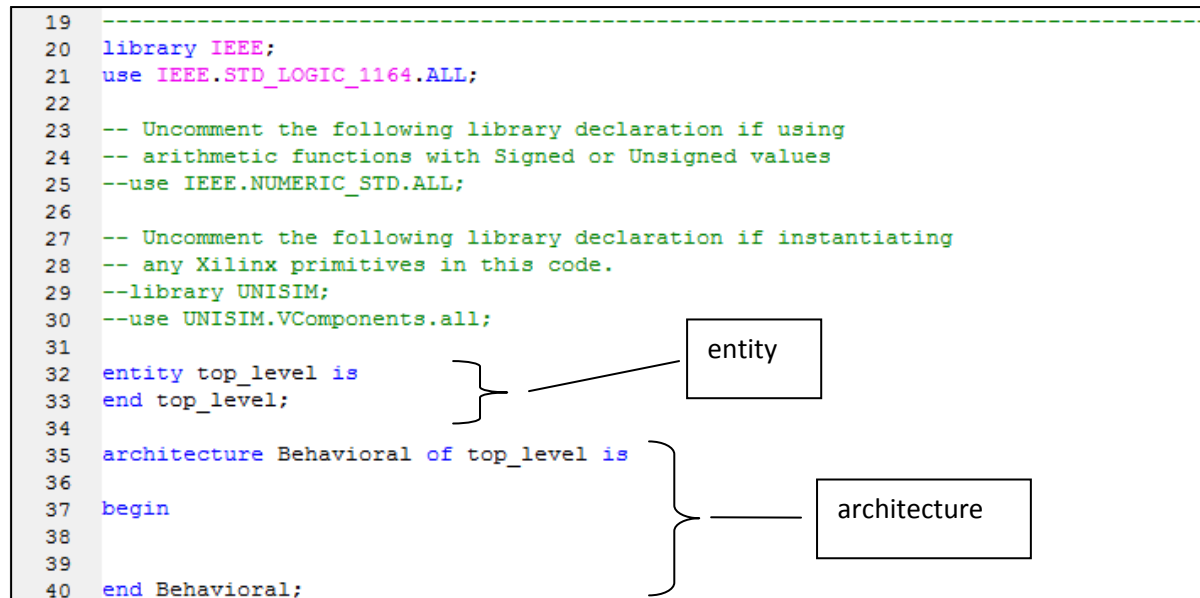 19 --------------------------------------------------------------------------------
20 library IEEE;
21 use IEEE.STD_LOGIC_1164.ALL;
22
23 -- Uncomment the following library declaration if using
24 -- arithmetic functions with Signed or Unsigned values
25 --use IEEE.NUMERIC_STD.ALL;
26
27 -- Uncomment the following library declaration if instantiating
28 -- any Xilinx primitives in this code.
29 --library UNISIM;
30 --use UNISIM.VComponents.all;
31
entity
32 entity top_level is
33 end top_level;
34
35 architecture Behavioral of top_level is
36
37 begin
architecture
38
39
40 end Behavioral;